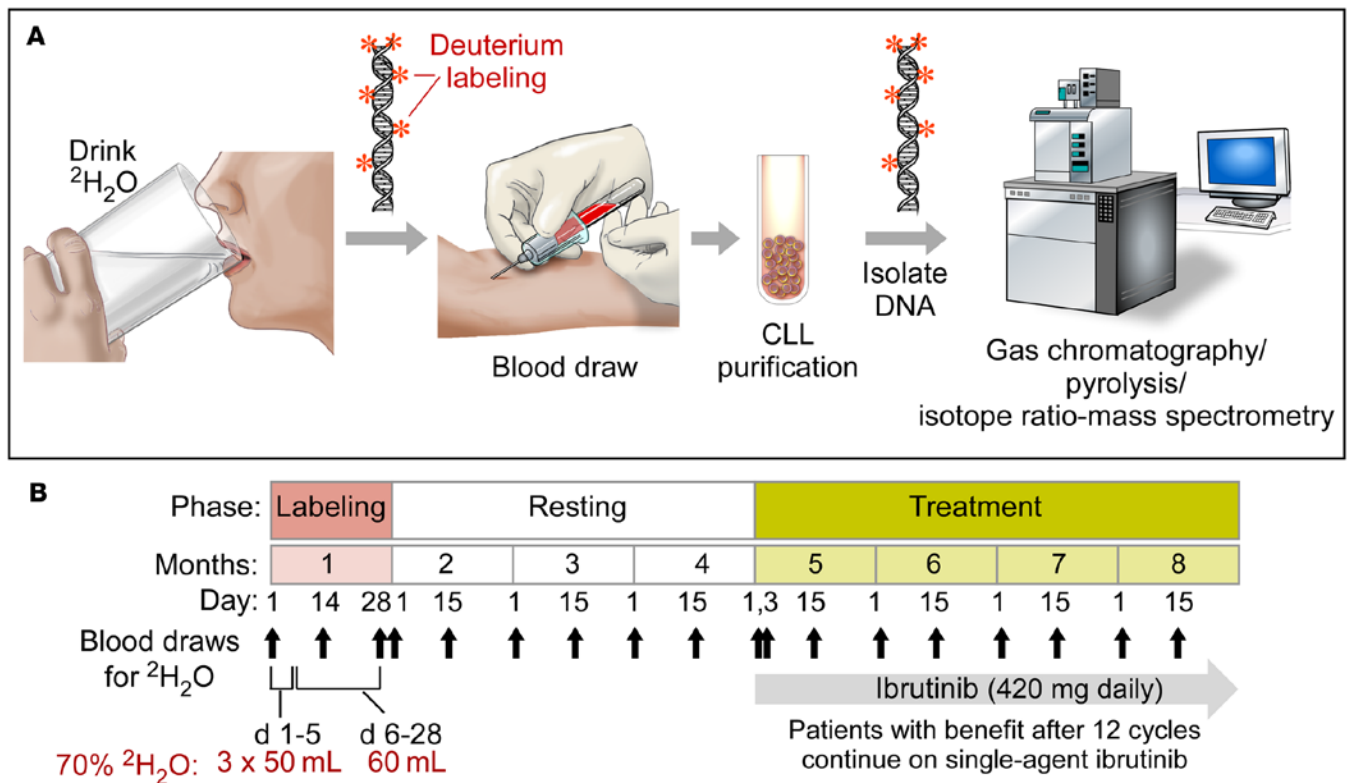 A
Deuterium
labeling
Drink
²H₂O
Blood draw
CLL
purification
Isolate
DNA
Gas chromatography/
pyrolysis/
isotope ratio-mass spectrometry
B
Phase: Labeling Resting Treatment
Months: 1 2 3 4 5 6 7 8
Day: 1 14 28 1 15 1 15 1 15 1,3 15 1 15 1 15 1 15
Blood draws
for ²H₂O
Ibrutinib (420 mg daily)
d 1-5 d 6-28
70% ²H₂O: 3 x 50 mL 60 mL
Patients with benefit after 12 cycles
continue on single-agent ibrutinib